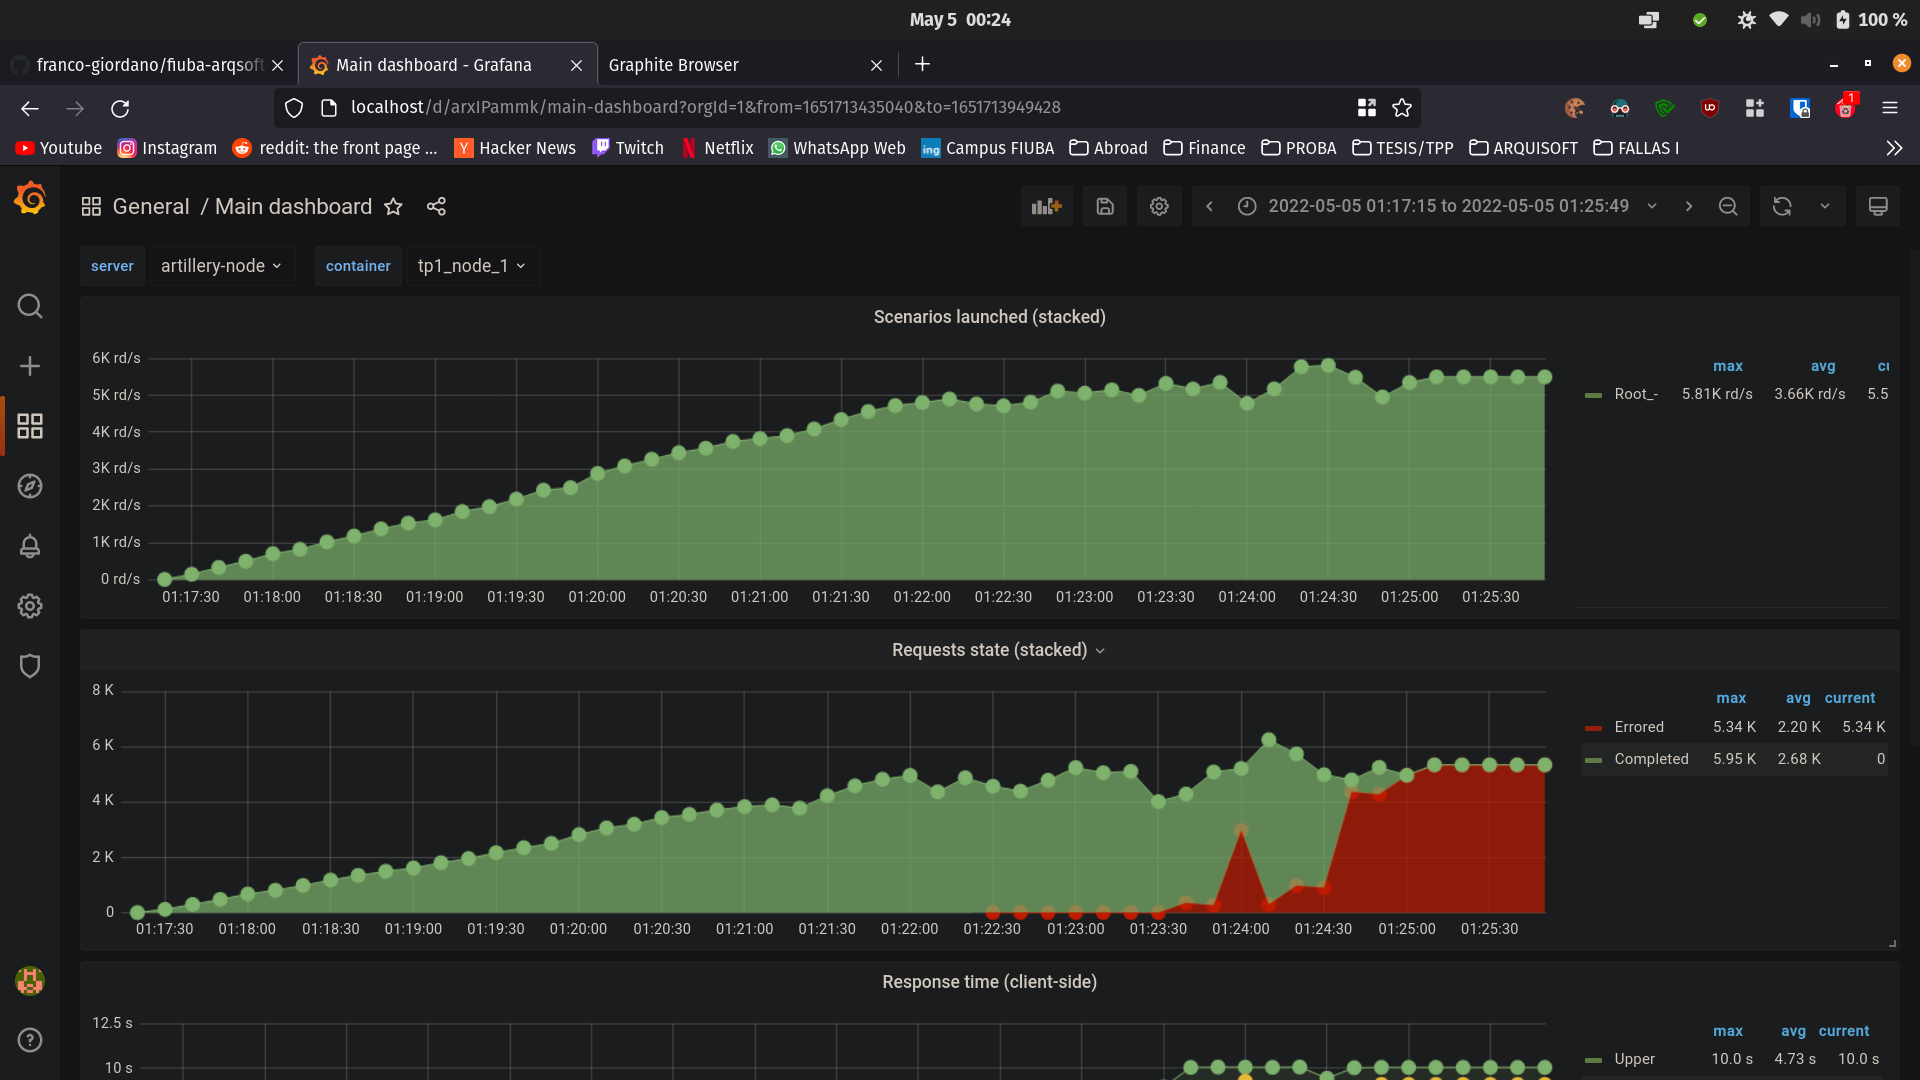 May 5 00:24
100 %
franco-giordano/fiuba-arqsoft
Main dashboard - Grafana
Graphite Browser
localhost/d/arxIPammk/main-dashboard?orgId=1&from=1651713435040&to=1651713949428
1
YouTube
Instagram
reddit: the front page ...
Hacker News
Twitch
Netflix
WhatsApp Web
ing
Campus FIUBA
Abroad
Finance
PROBA
TESIS/TPP
ARQUISOFT
FALLAS I
General / Main dashboard
2022-05-05 01:17:15 to 2022-05-05 01:25:49
server artillery-node
container tp1_node_1
Scenarios launched (stacked)
6K rd/s
5K rd/s
4K rd/s
3K rd/s
2K rd/s
1K rd/s
0 rd/s
01:17:30 01:18:00 01:18:30 01:19:00 01:19:30 01:20:00 01:20:30 01:21:00 01:21:30 01:22:00 01:22:30 01:23:00 01:23:30 01:24:00 01:24:30 01:25:00 01:25:30
max avg cu
Root_- 5.81K rd/s 3.66K rd/s 5.5
Requests state (stacked)
8 K
6 K
4 K
2 K
0
01:17:30 01:18:00 01:18:30 01:19:00 01:19:30 01:20:00 01:20:30 01:21:00 01:21:30 01:22:00 01:22:30 01:23:00 01:23:30 01:24:00 01:24:30 01:25:00 01:25:30
max avg current
Errored 5.34 K 2.20 K 5.34 K
Completed 5.95 K 2.68 K 0
Response time (client-side)
12.5 s
10 s
max avg current
Upper 10.0 s 4.73 s 10.0 s